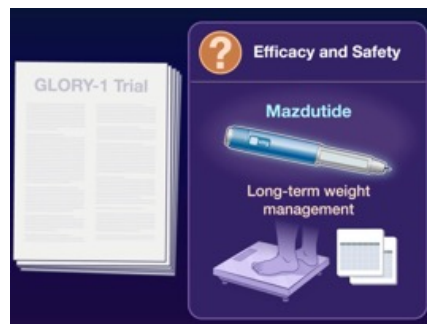 GLORY-1 Trial
?
Efficacy and Safety
Mazdutide
Long-term weight
management